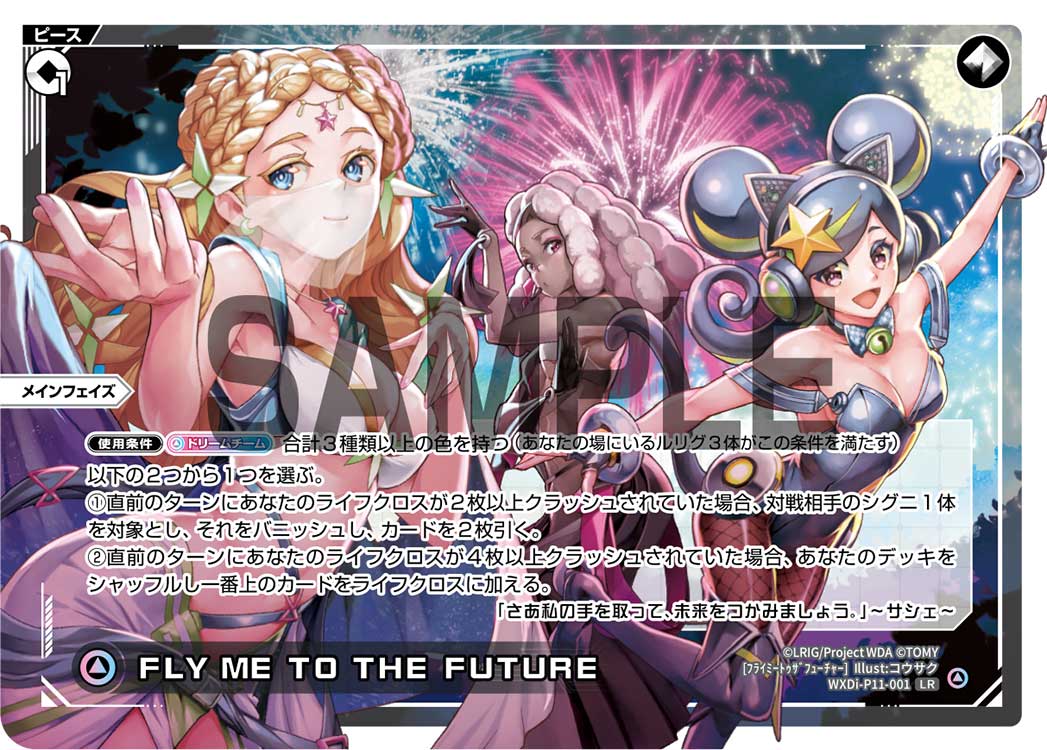 ピース
1
メインフェイズ
SAMPLE
使用条件 ドリームチーム 合計3種類以上の色を持つ(あなたの場にいるルリグ3体がこの条件を満たす)
以下の2つから1つを選ぶ。
①直前のターンにあなたのライフクロスが2枚以上クラッシュされていた場合、対戦相手のシグニ1体
を対象とし、それをバニッシュし、カードを2枚引く。
②直前のターンにあなたのライフクロスが4枚以上クラッシュされていた場合、あなたのデッキを
シャッフルし一番上のカードをライフクロスに加える。
「さあ私の手を取って、未来をつかみましょう。」~サシェ~
FLY ME TO THE FUTURE
©LRIG/Project WDA ©TOMY
[フライミートゥザフューチャー] Illust:コウサク
WXDi-P11-001 LR